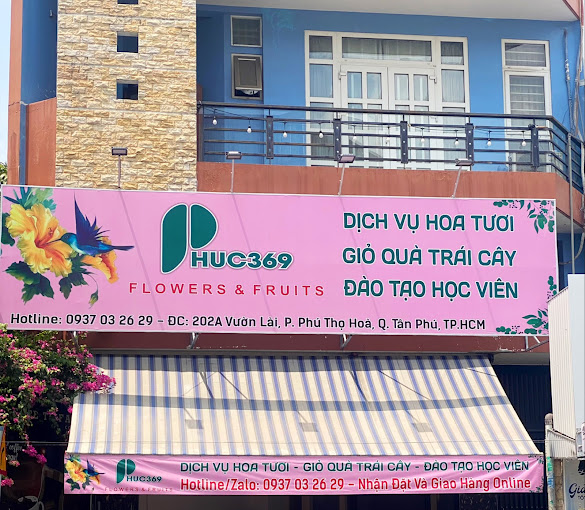 PHUC369
FLOWERS & FRUITS
DỊCH VỤ HOA TƯƠI
GIỎ QUÀ TRÁI CÂY
ĐÀO TẠO HỌC VIÊN
Hotline: 0937 03 26 29 - ĐC: 202A Vườn Lài, P. Phú Thọ Hoà, Q. Tân Phú, TP.HCM
PHUC369
FLOWERS & FRUITS
DỊCH VỤ HOA TƯƠI - GIỎ QUÀ TRÁI CÂY - ĐÀO TẠO HỌC VIÊN
Hotline/Zalo: 0937 03 26 29 - Nhận Đặt Và Giao Hàng Online